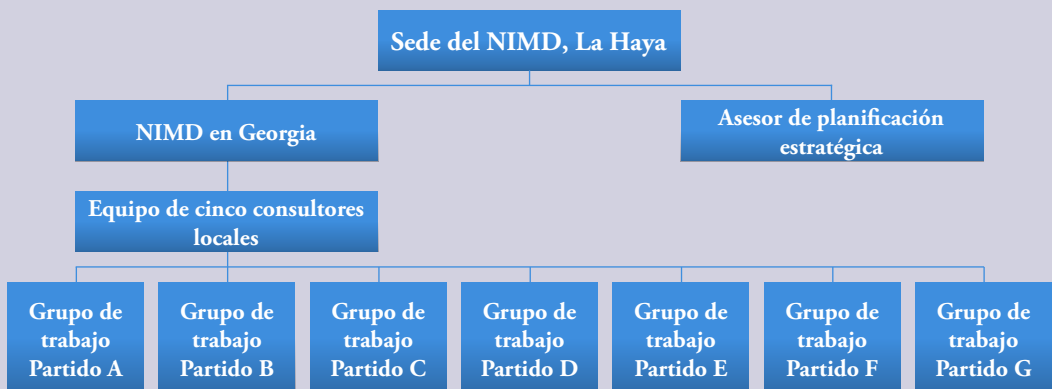 Sede del NIMD, La Haya
NIMD en Georgia
Asesor de planificación
estratégica
Equipo de cinco consultores
locales
Grupo de
trabajo
Partido A
Grupo de
trabajo
Partido B
Grupo de
trabajo
Partido C
Grupo de
trabajo
Partido D
Grupo de
trabajo
Partido E
Grupo de
trabajo
Partido F
Grupo de
trabajo
Partido G